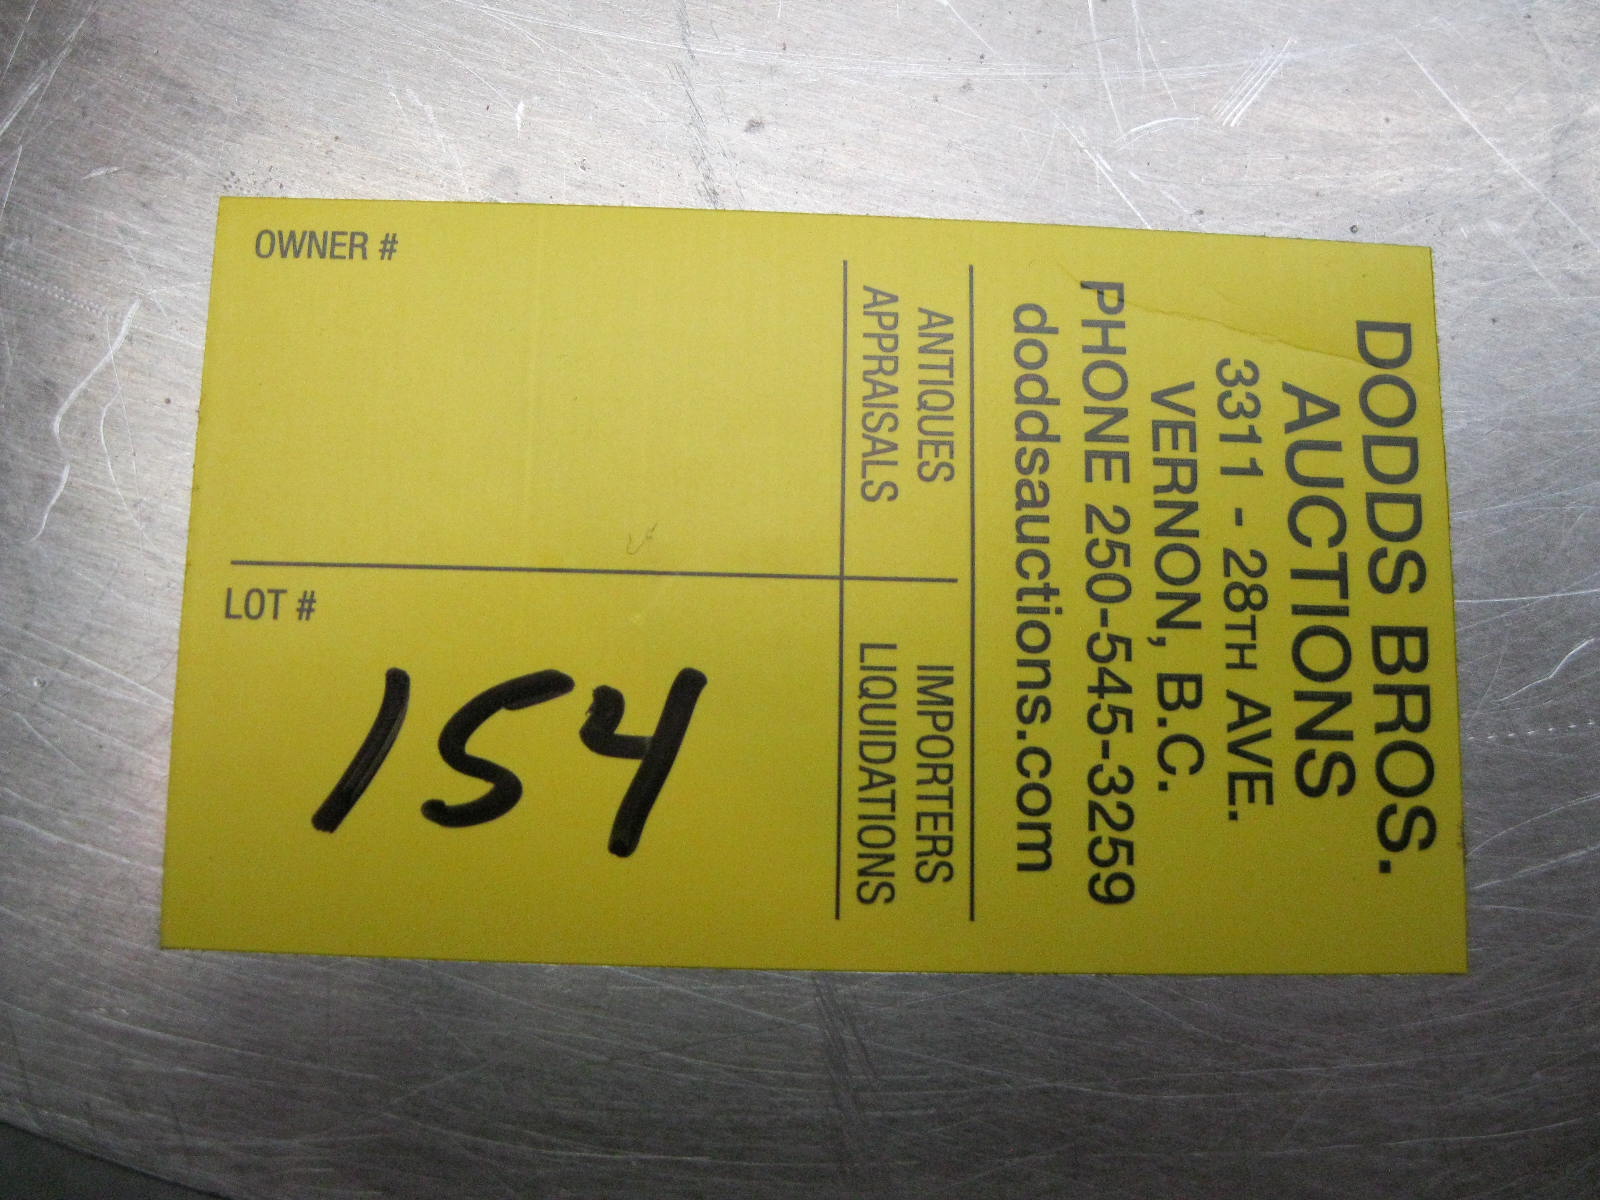 DODDS BROS.
AUCTIONS
3311 - 28TH AVE.
VERNON, B.C.
PHONE 250-545-3259
doddsauctions.com
ANTIQUES
APPRAISALS
IMPORTERS
LIQUIDATIONS
OWNER #
LOT #
154